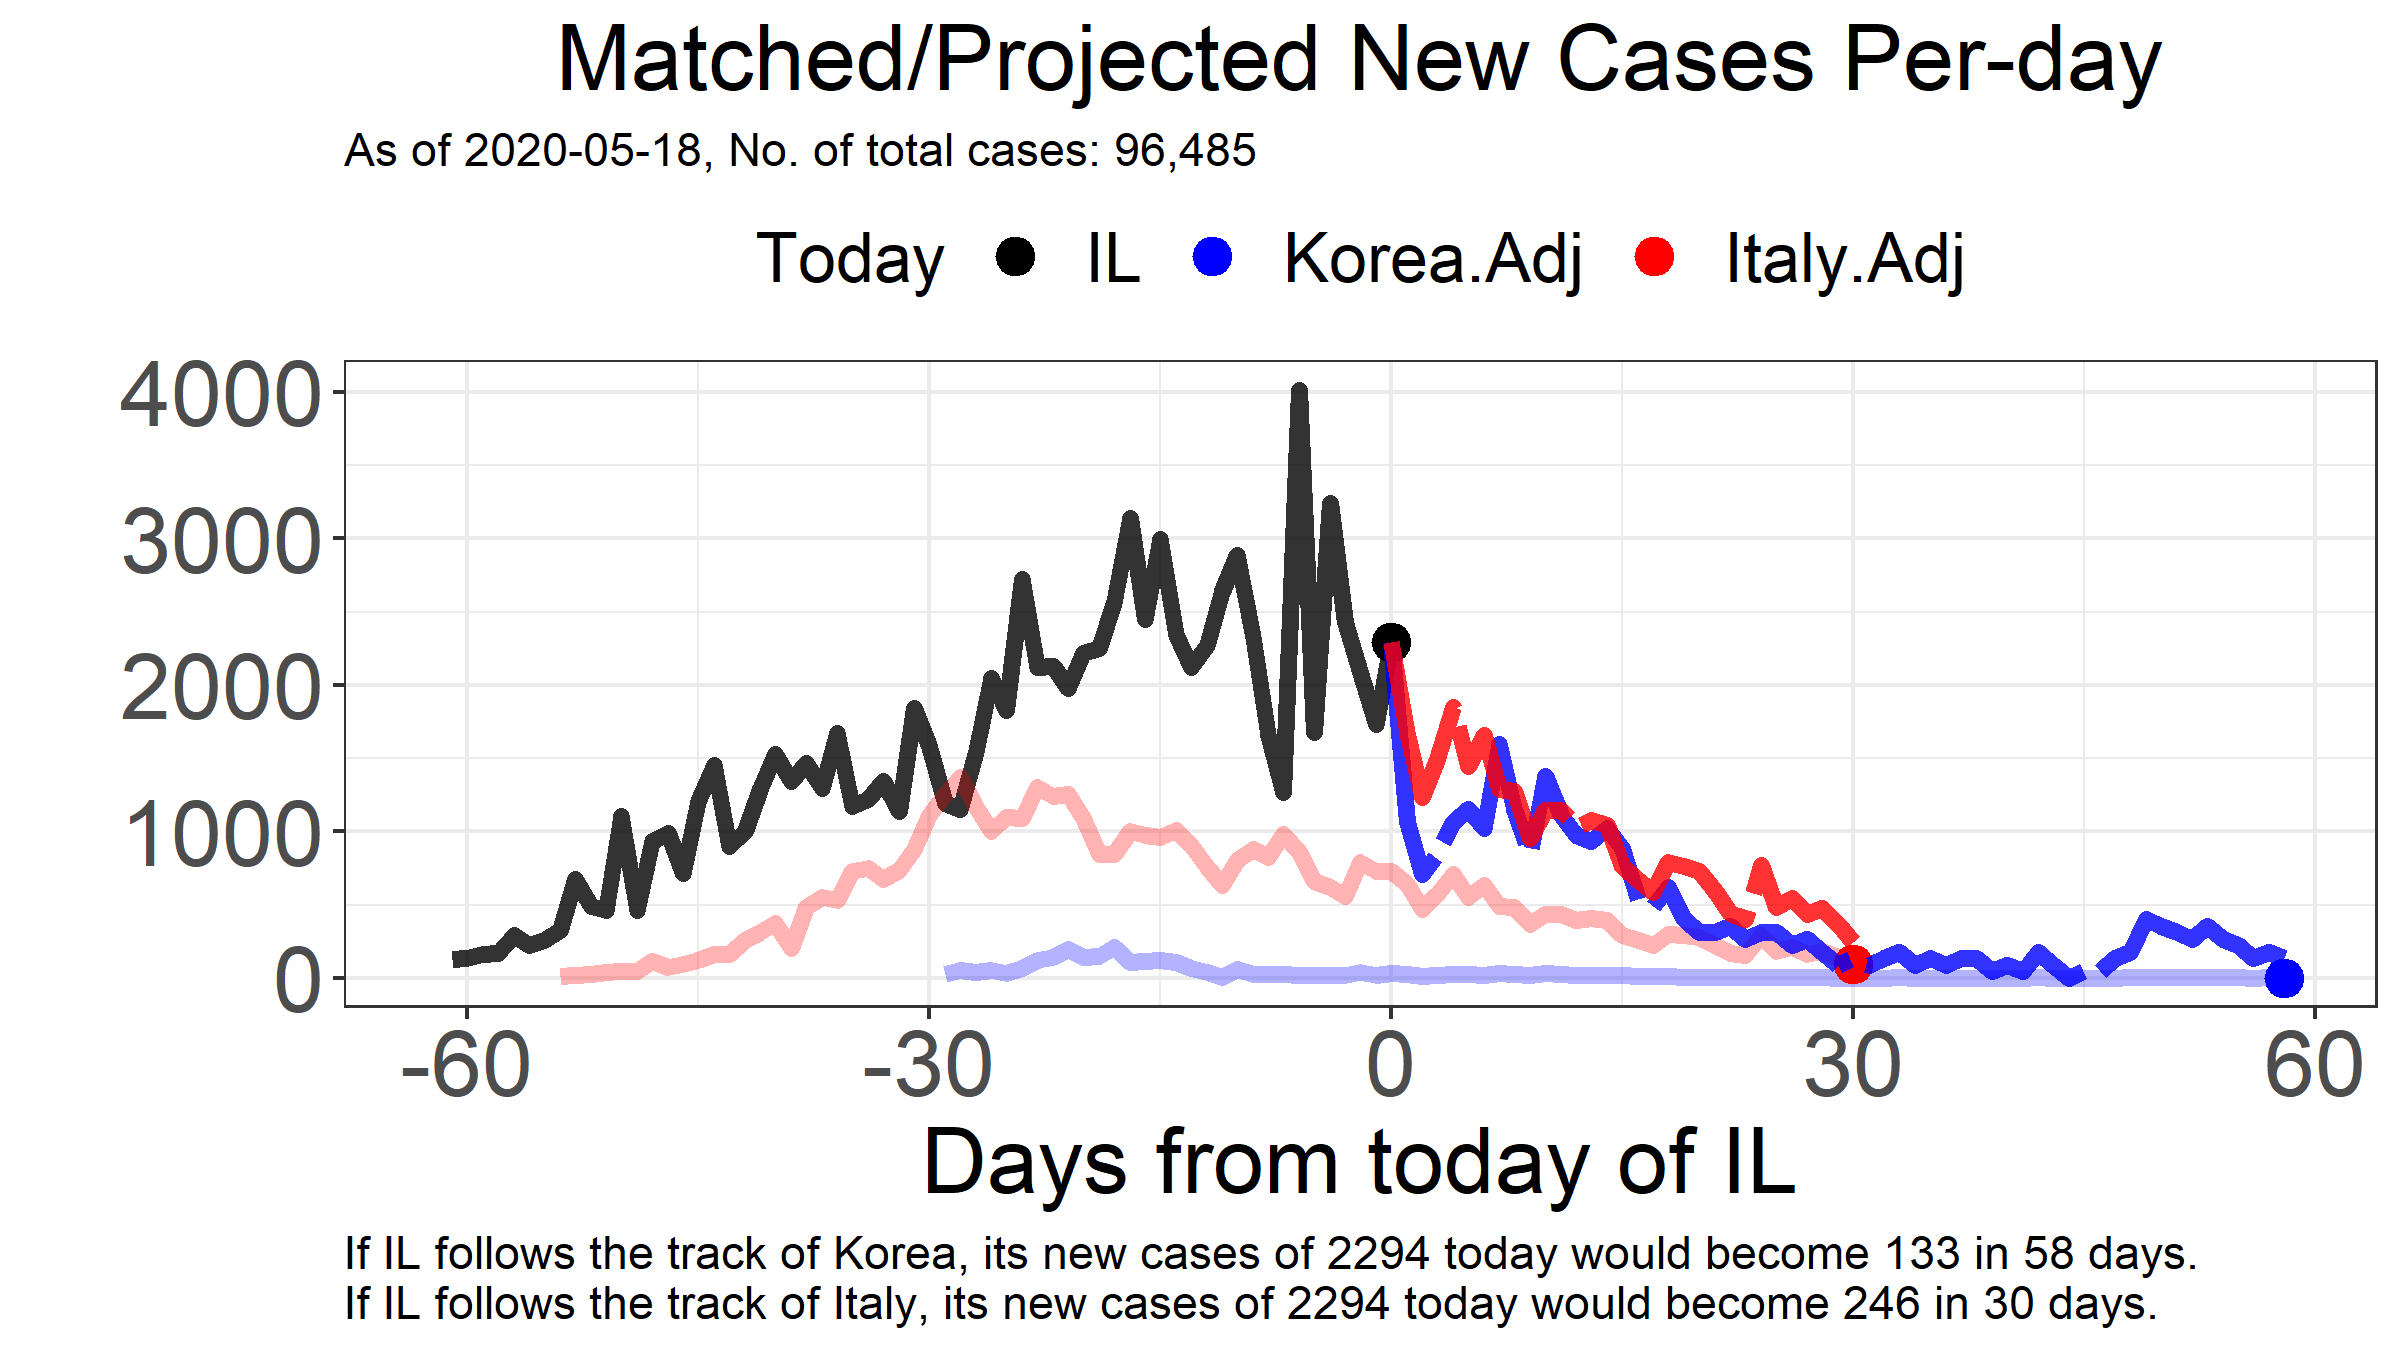 Matched/Projected New Cases Per-day
As of 2020-05-18, No. of total cases: 96,485
Today IL Korea.Adj Italy.Adj
4000
3000
2000
1000
0
-60 -30 0 30 60
Days from today of IL
If IL follows the track of Korea, its new cases of 2294 today would become 133 in 58 days.
If IL follows the track of Italy, its new cases of 2294 today would become 246 in 30 days.